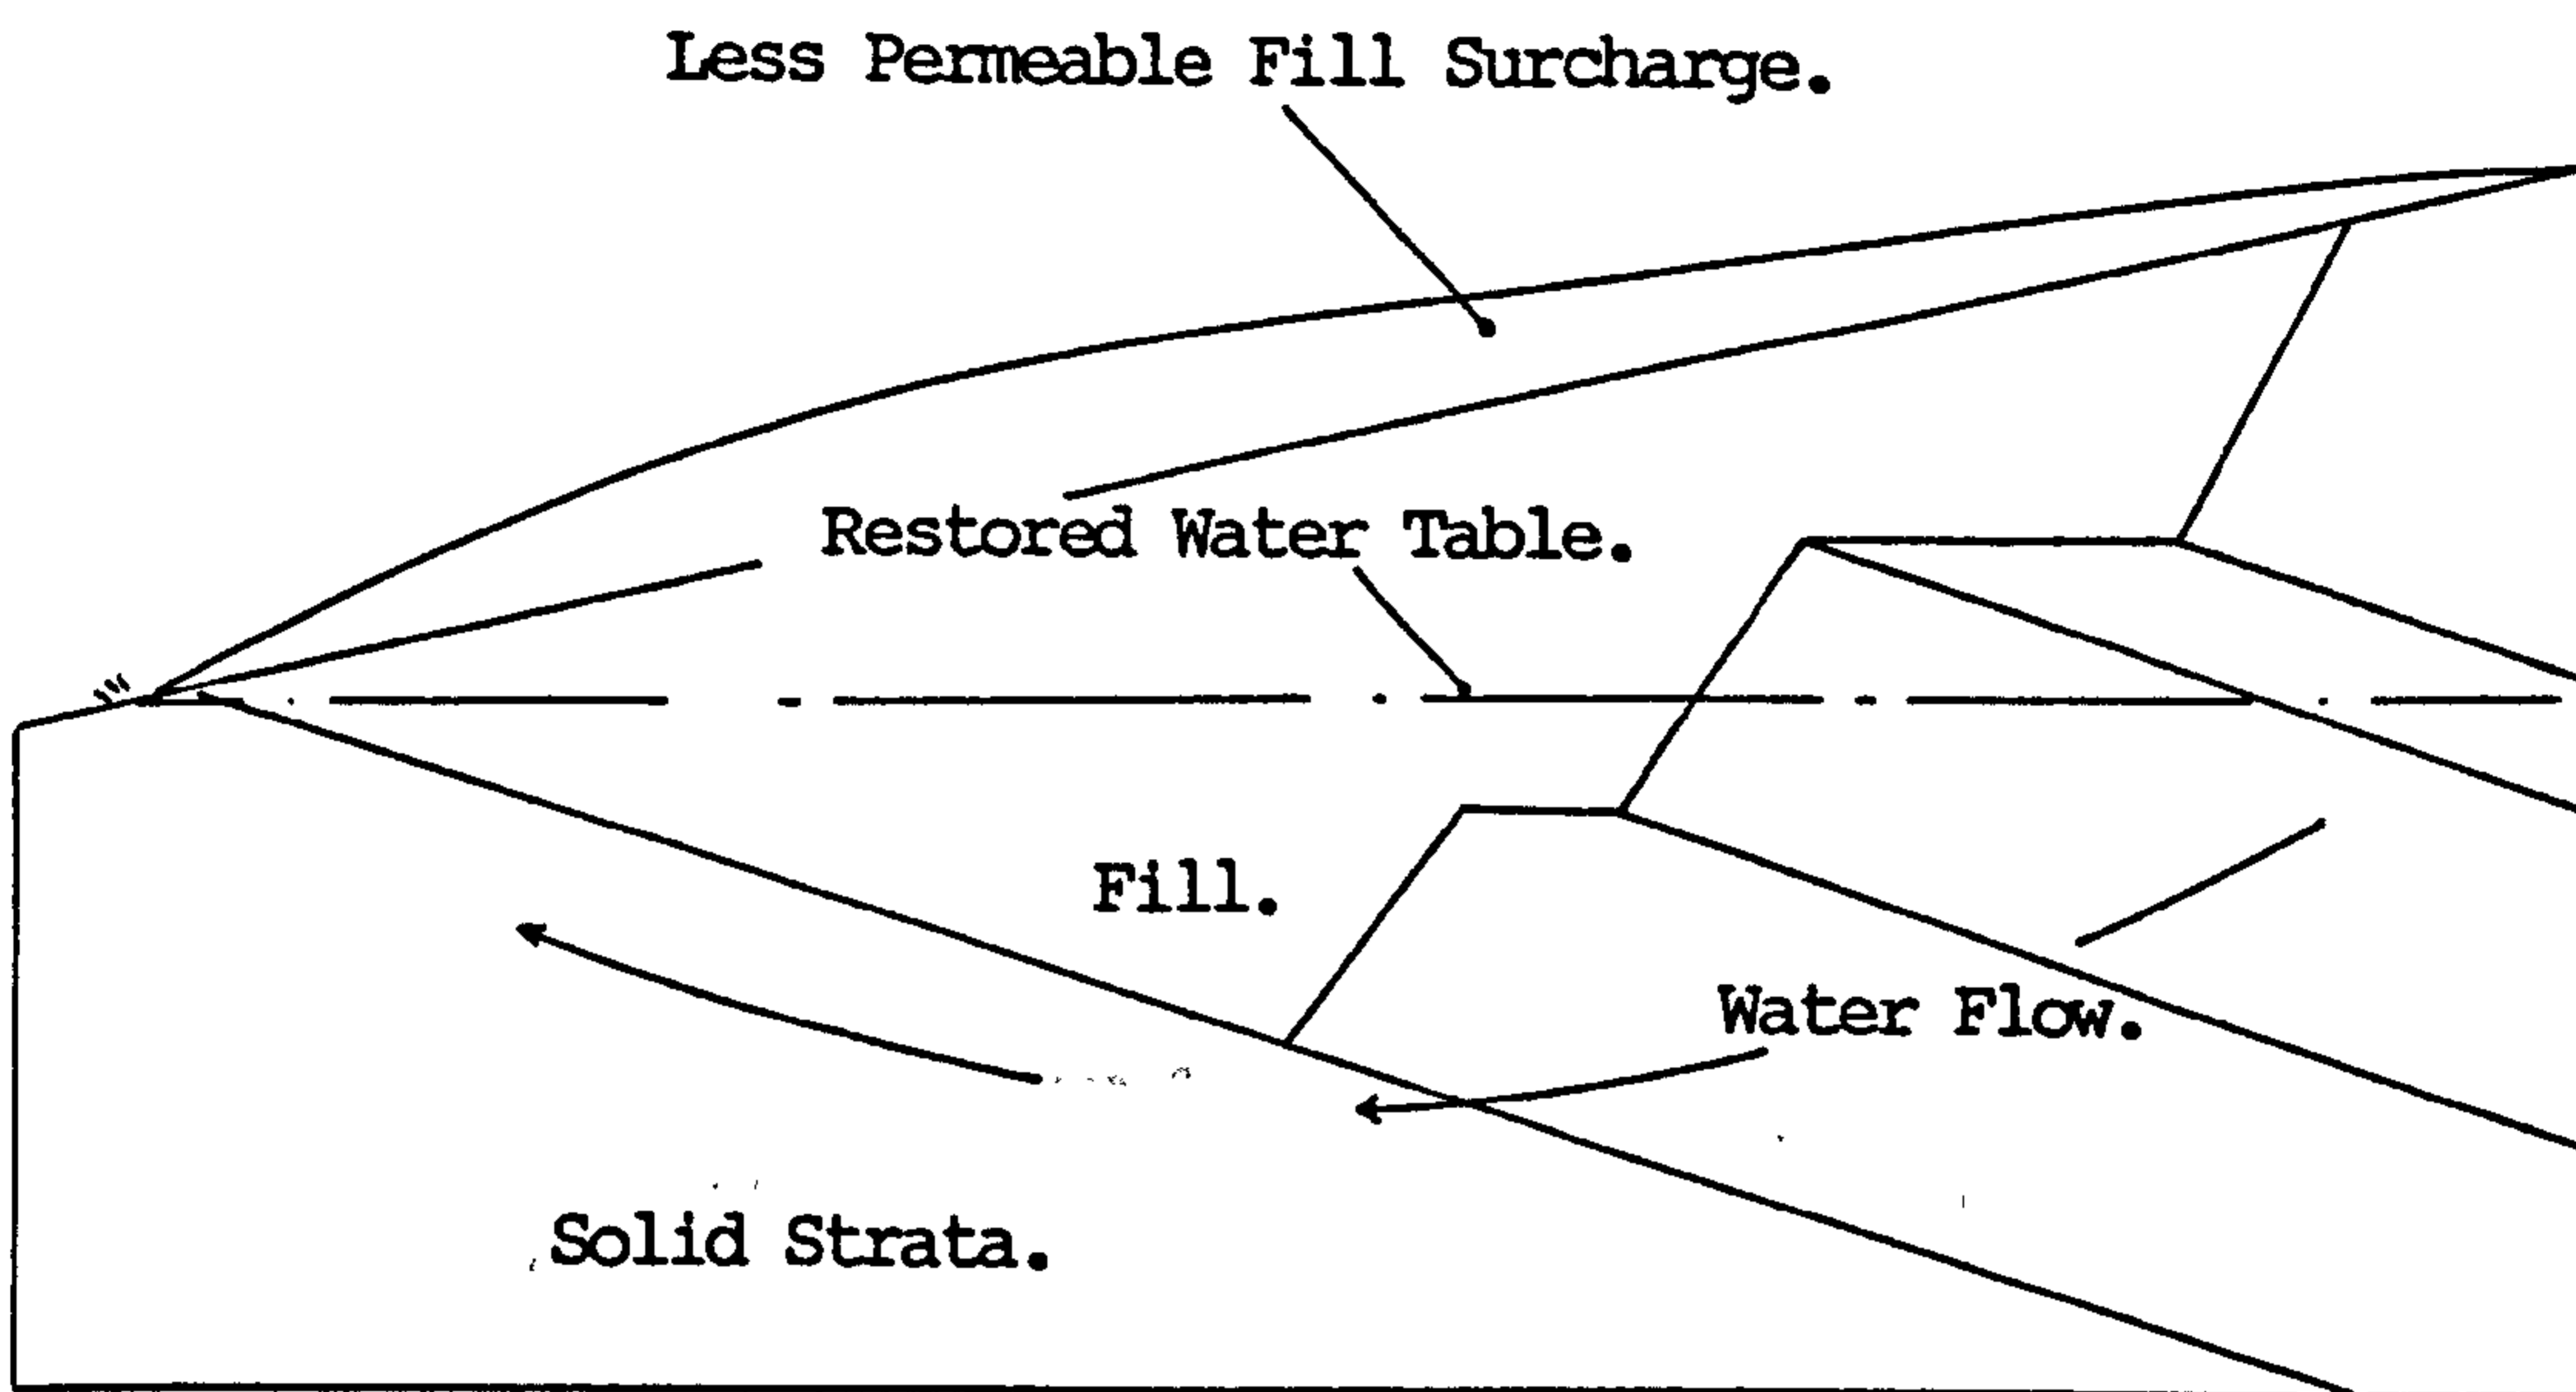 Less Permeable Fill Surcharge.
Restored Water Table.
Fill.
Water Flow.
Solid Strata.